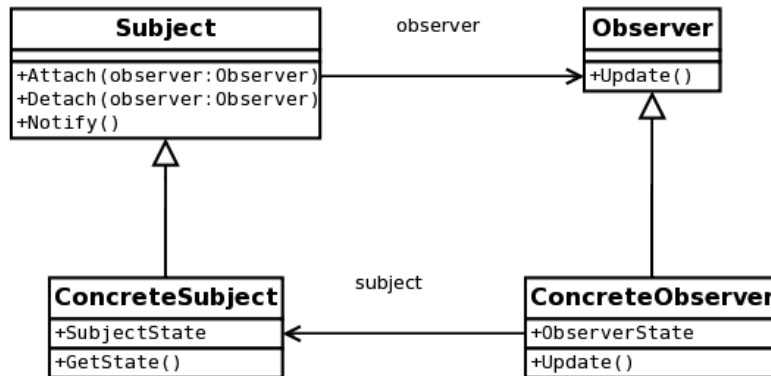 Subject
observer
Observer
+Attach(observer:Observer)
+Detach(observer:Observer)
+Notify()
+Update()
subject
ConcreteSubject
+SubjectState
+GetState()
ConcreteObserver
+ObserverState
+Update()